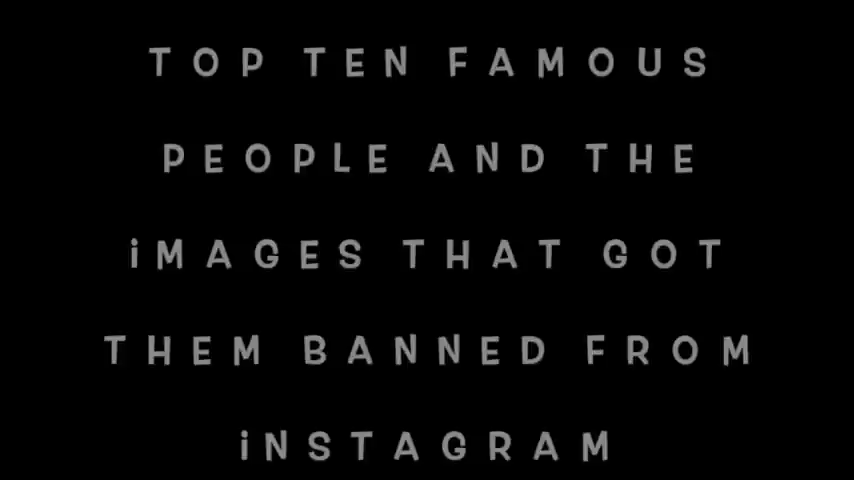 TOP TEN FAMOUS
PEOPLE AND THE
iMAGES THAT GOT
THEM BANNED FROM
iNSTAGRAM